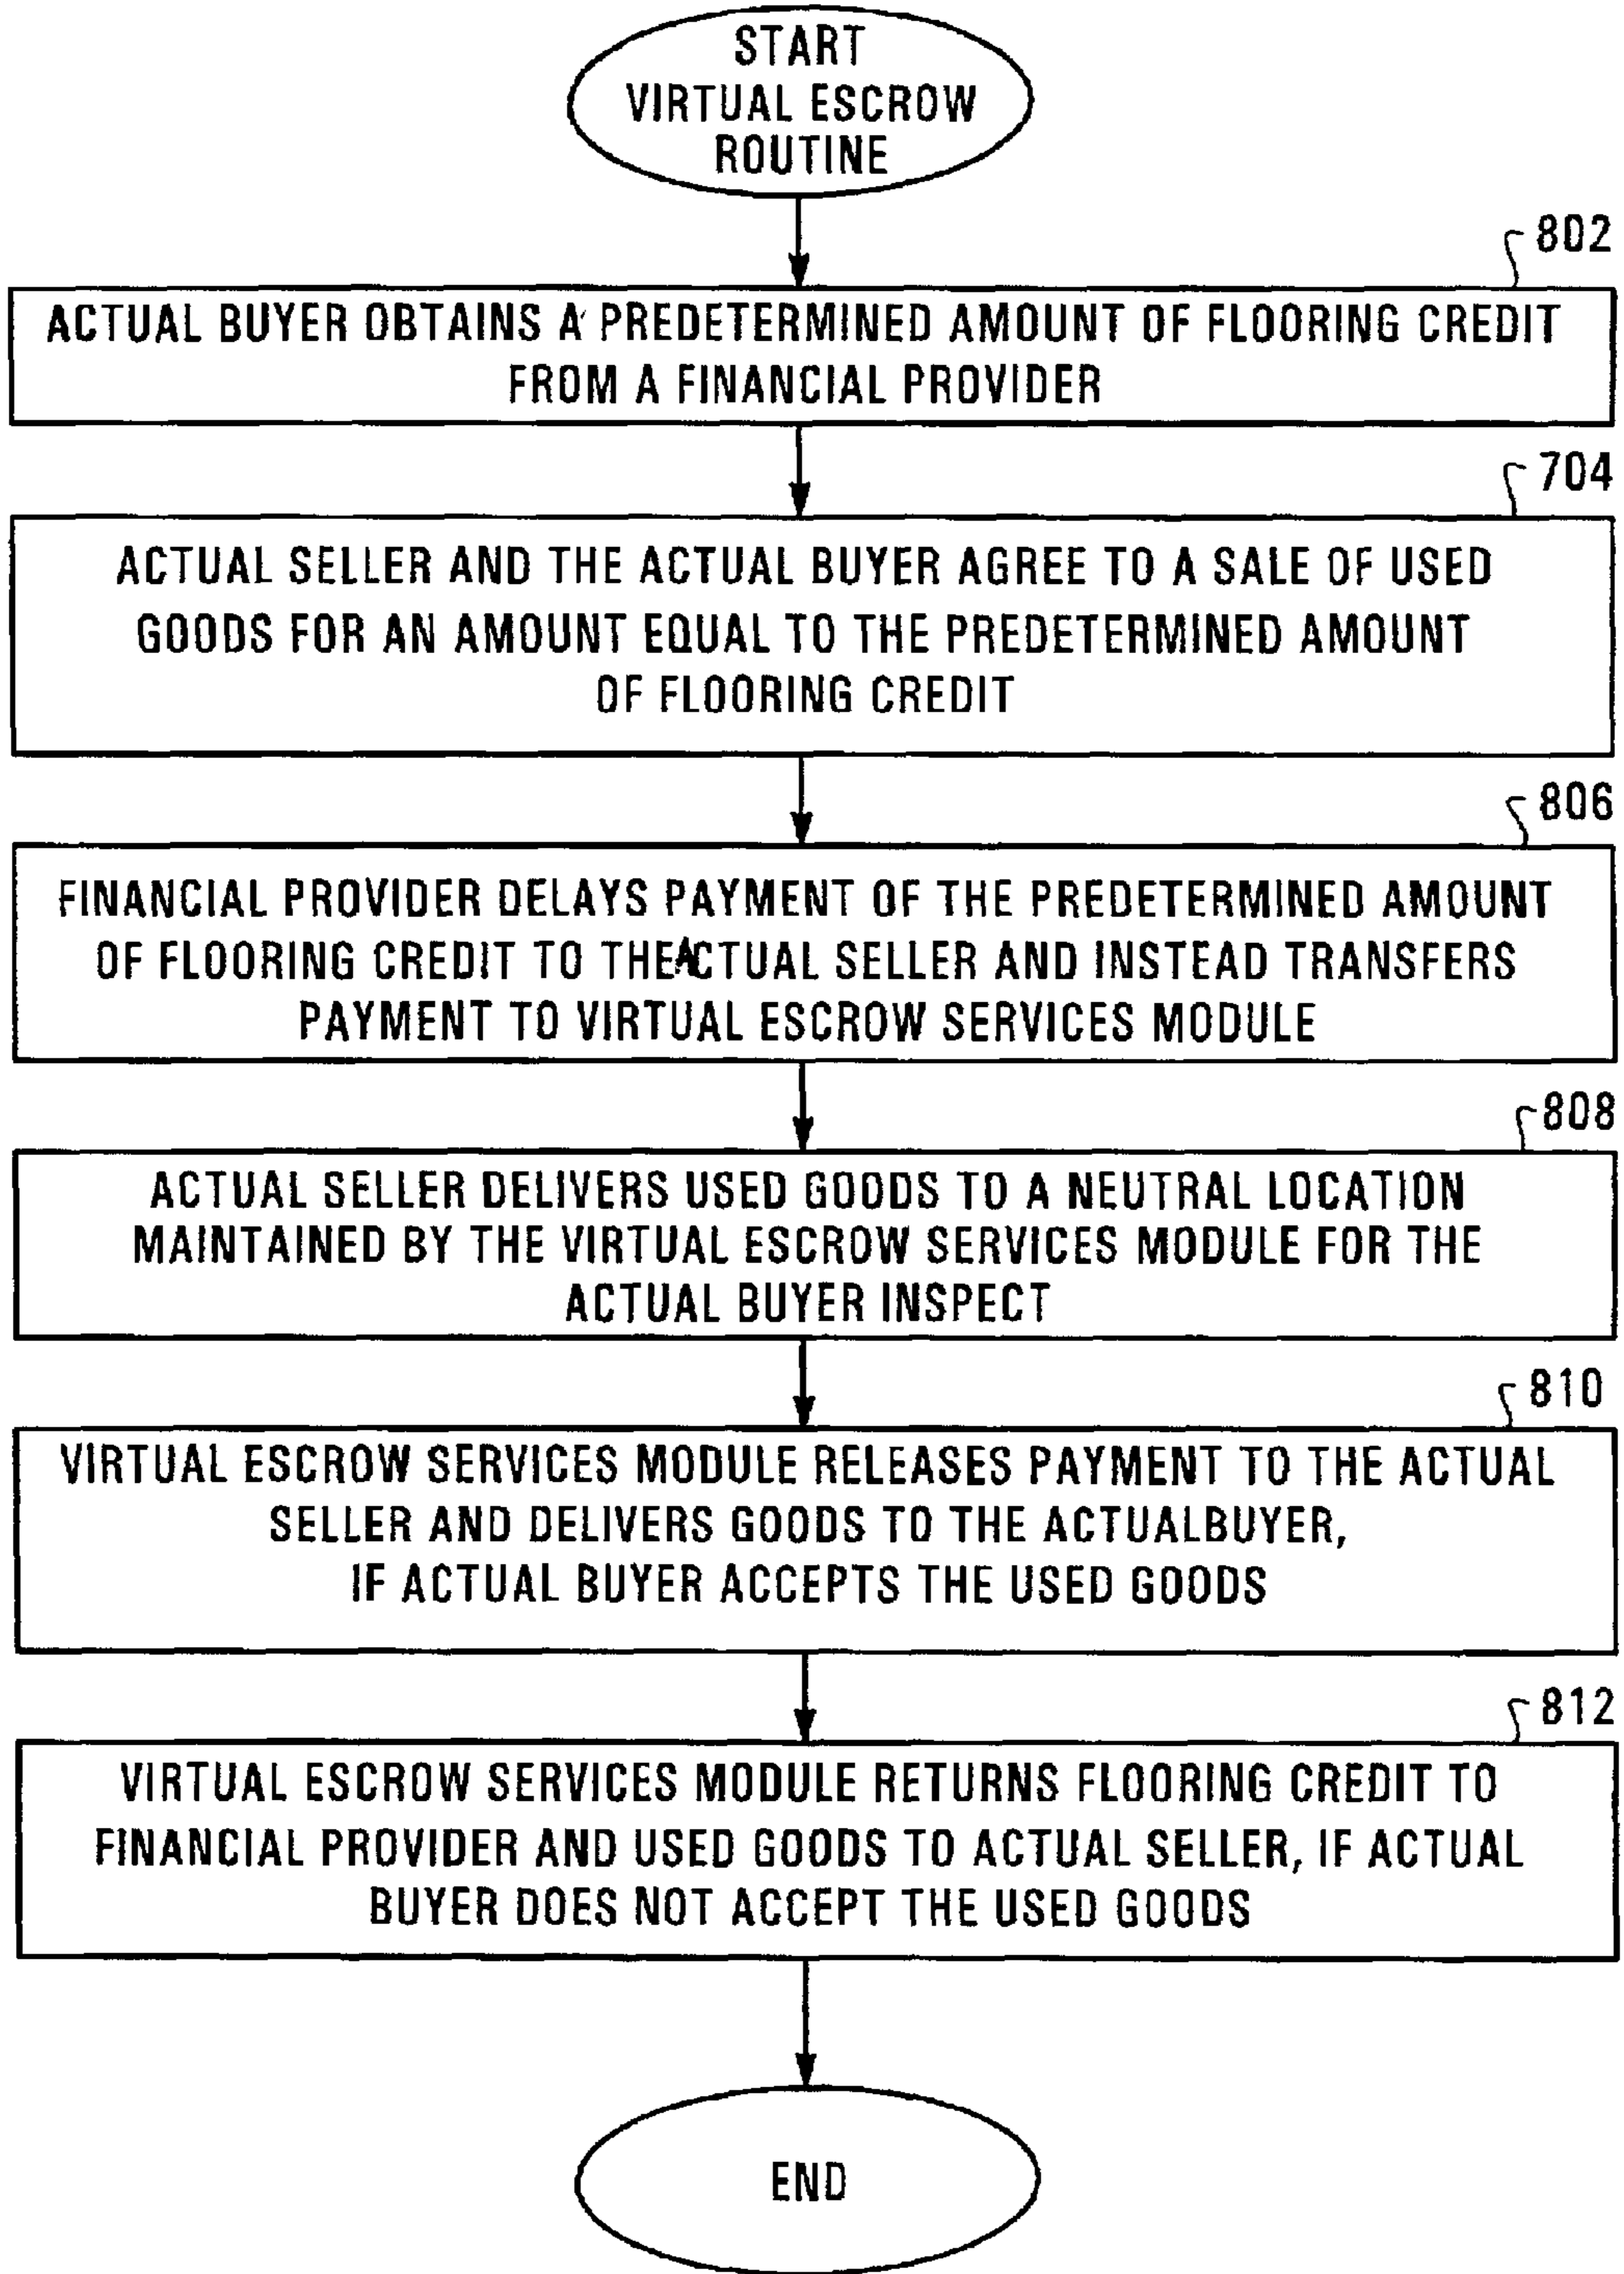 START
VIRTUAL ESCROW
ROUTINE
802
ACTUAL BUYER OBTAINS A PREDETERMINED AMOUNT OF FLOORING CREDIT
FROM A FINANCIAL PROVIDER
704
ACTUAL SELLER AND THE ACTUAL BUYER AGREE TO A SALE OF USED
GOODS FOR AN AMOUNT EQUAL TO THE PREDETERMINED AMOUNT
OF FLOORING CREDIT
806
FINANCIAL PROVIDER DELAYS PAYMENT OF THE PREDETERMINED AMOUNT
OF FLOORING CREDIT TO THEACTUAL SELLER AND INSTEAD TRANSFERS
PAYMENT TO VIRTUAL ESCROW SERVICES MODULE
808
ACTUAL SELLER DELIVERS USED GOODS TO A NEUTRAL LOCATION
MAINTAINED BY THE VIRTUAL ESCROW SERVICES MODULE FOR THE
ACTUAL BUYER INSPECT
810
VIRTUAL ESCROW SERVICES MODULE RELEASES PAYMENT TO THE ACTUAL
SELLER AND DELIVERS GOODS TO THE ACTUALBUYER,
IF ACTUAL BUYER ACCEPTS THE USED GOODS
812
VIRTUAL ESCROW SERVICES MODULE RETURNS FLOORING CREDIT TO
FINANCIAL PROVIDER AND USED GOODS TO ACTUAL SELLER, IF ACTUAL
BUYER DOES NOT ACCEPT THE USED GOODS
END